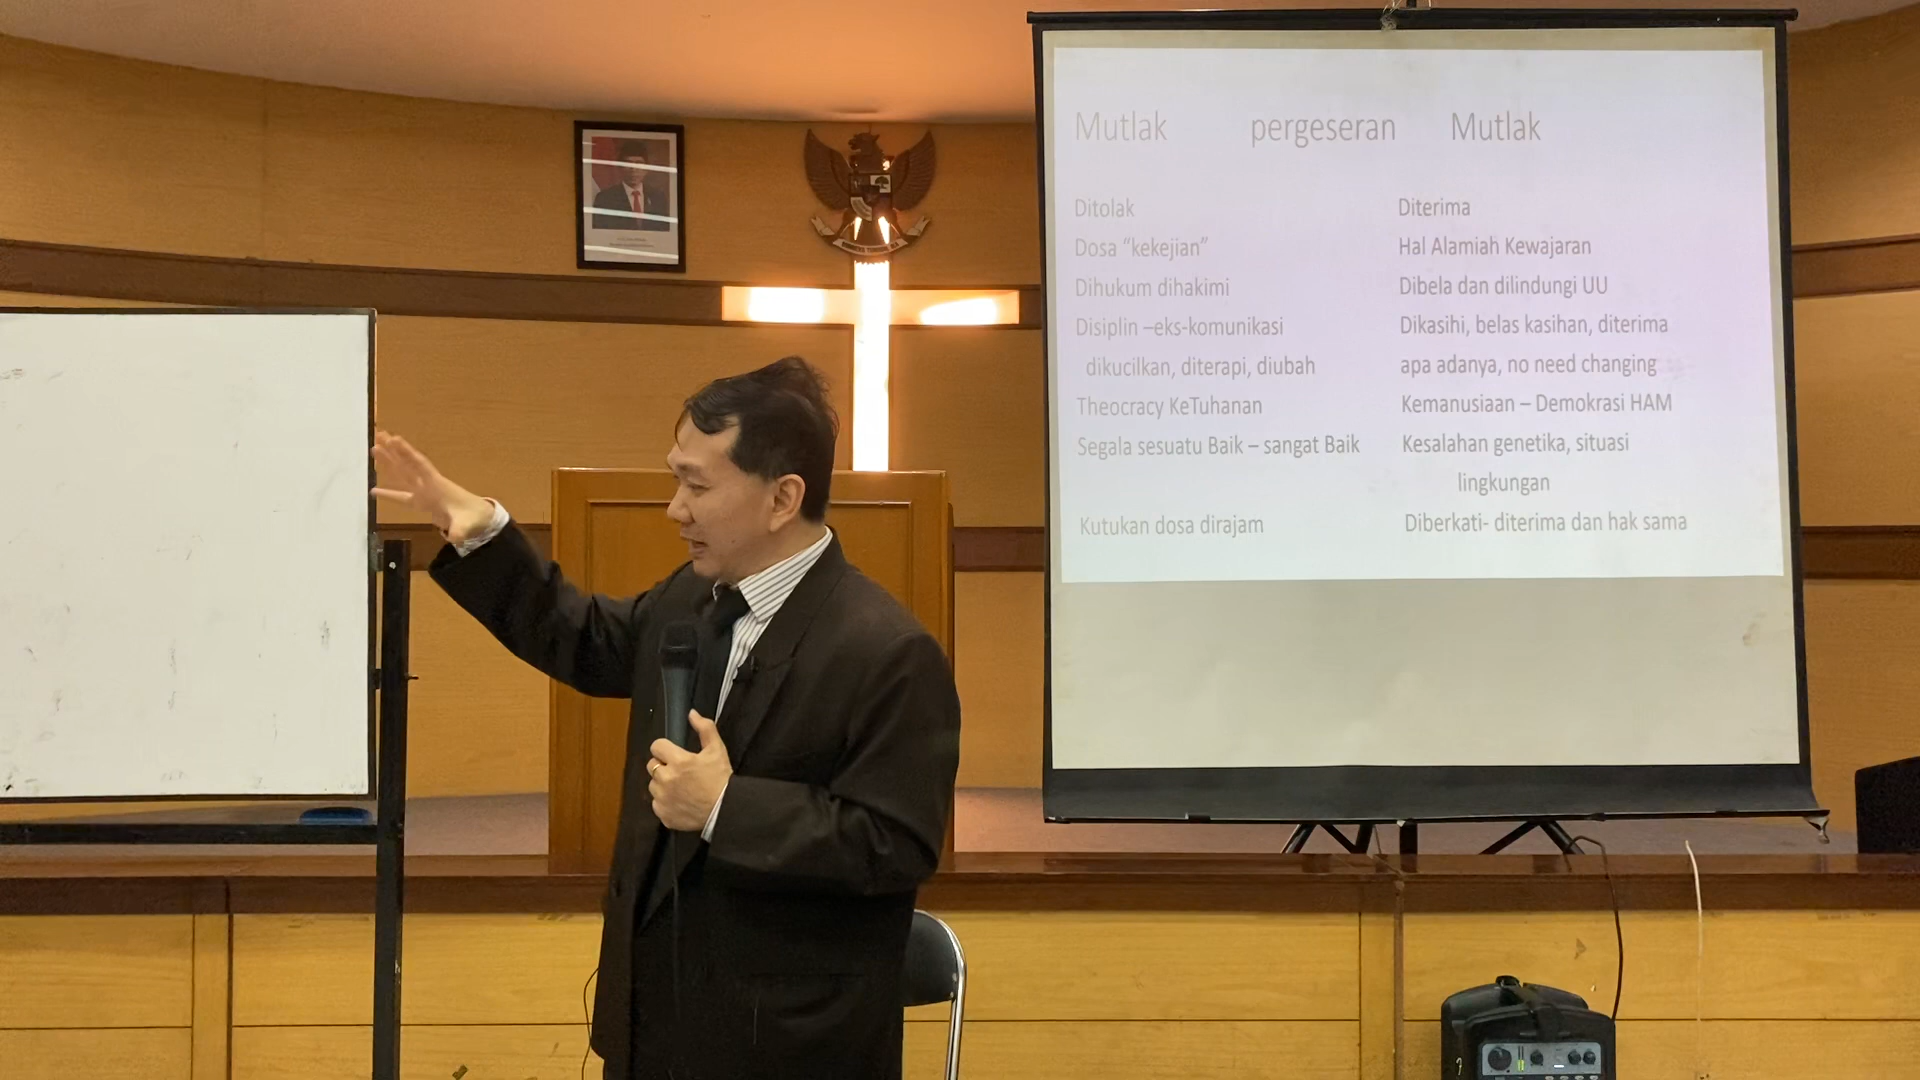 Mutlak pergeseran Mutlak
Ditolak Diterima
Dosa “kekejian” Hal Alamiah Kewajaran
Dihukum dihakimi Dibela dan dilindungi UU
Disiplin –eks-komunikasi Dikasihi, belas kasihan, diterima
dikucilkan, diterapi, diubah apa adanya, no need changing
Theocracy KeTuhanan Kemanusiaan – Demokrasi HAM
Segala sesuatu Baik – sangat Baik Kesalahan genetika, situasi
lingkungan
Kutukan dosa dirajam Diberkati- diterima dan hak sama